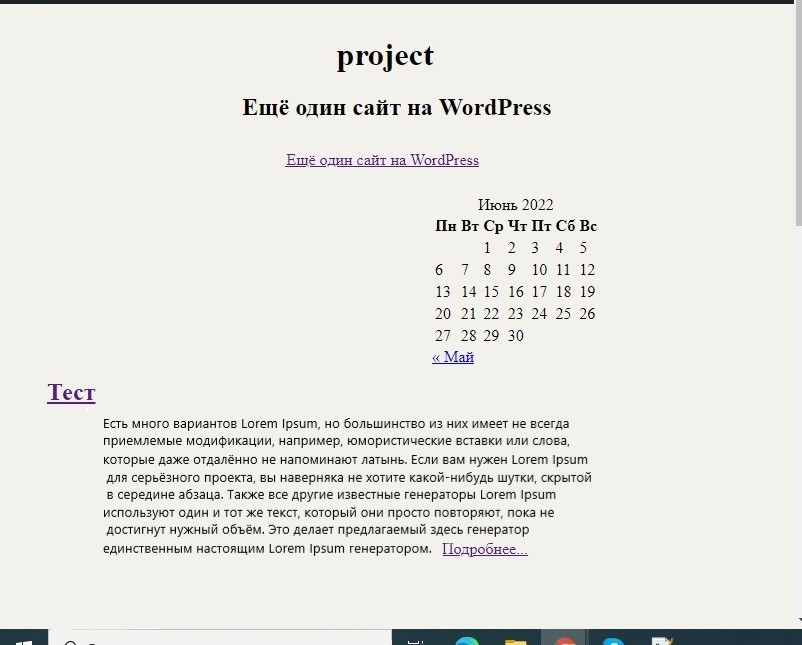 project
Ещё один сайт на WordPress
Ещё один сайт на WordPress
Июнь 2022
Пн Вт Ср Чт Пт Сб Вс
1 2 3 4 5
6 7 8 9 10 11 12
13 14 15 16 17 18 19
20 21 22 23 24 25 26
27 28 29 30
« Май
Тест
Есть много вариантов Lorem Ipsum, но большинство из них имеет не всегда
приемлемые модификации, например, юмористические вставки или слова,
которые даже отдалённо не напоминают латынь. Если вам нужен Lorem Ipsum
для серьёзного проекта, вы наверняка не хотите какой-нибудь шутки, скрытой
в середине абзаца. Также все другие известные генераторы Lorem Ipsum
используют один и тот же текст, который они просто повторяют, пока не
достигнут нужный объём. Это делает предлагаемый здесь генератор
единственным настоящим Lorem Ipsum генератором. Подробнее...